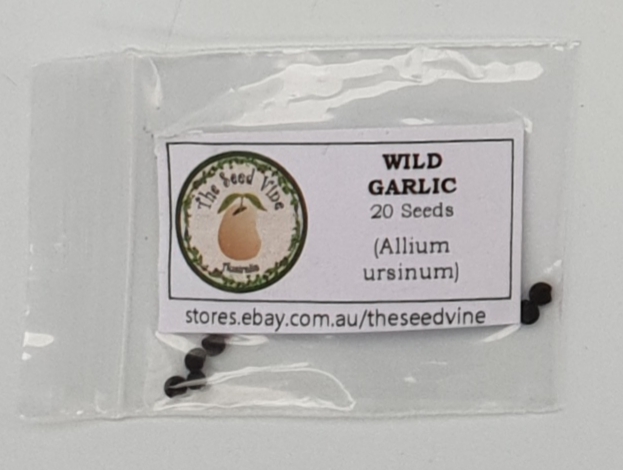 The Seed Vine
Australia
WILD
GARLIC
20 Seeds
(Allium
ursinum)
stores.ebay.com.au/theseedvine